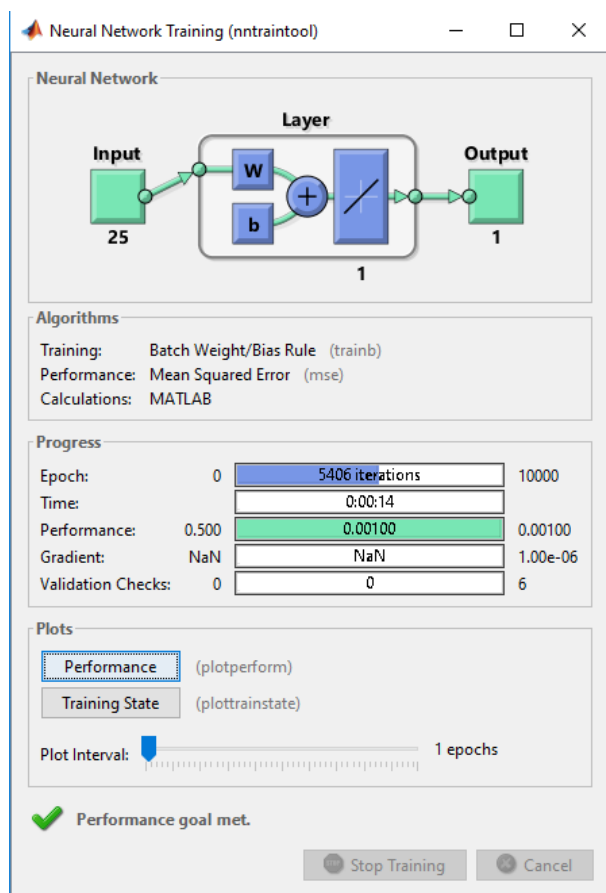 Neural Network Training (nntraintool)
Neural Network
Layer
Input
Output
W
b
+
25
1
1
Algorithms
Training: Batch Weight/Bias Rule (trainb)
Performance: Mean Squared Error (mse)
Calculations: MATLAB
Progress
Epoch: 0 5406 iterations 10000
Time: 0:00:14
Performance: 0.500 0.00100 0.00100
Gradient: NaN NaN 1.00e-06
Validation Checks: 0 0 6
Plots
Performance (plotperform)
Training State (plottrainstate)
Plot Interval: 1 epochs
Performance goal met.
Stop Training Cancel